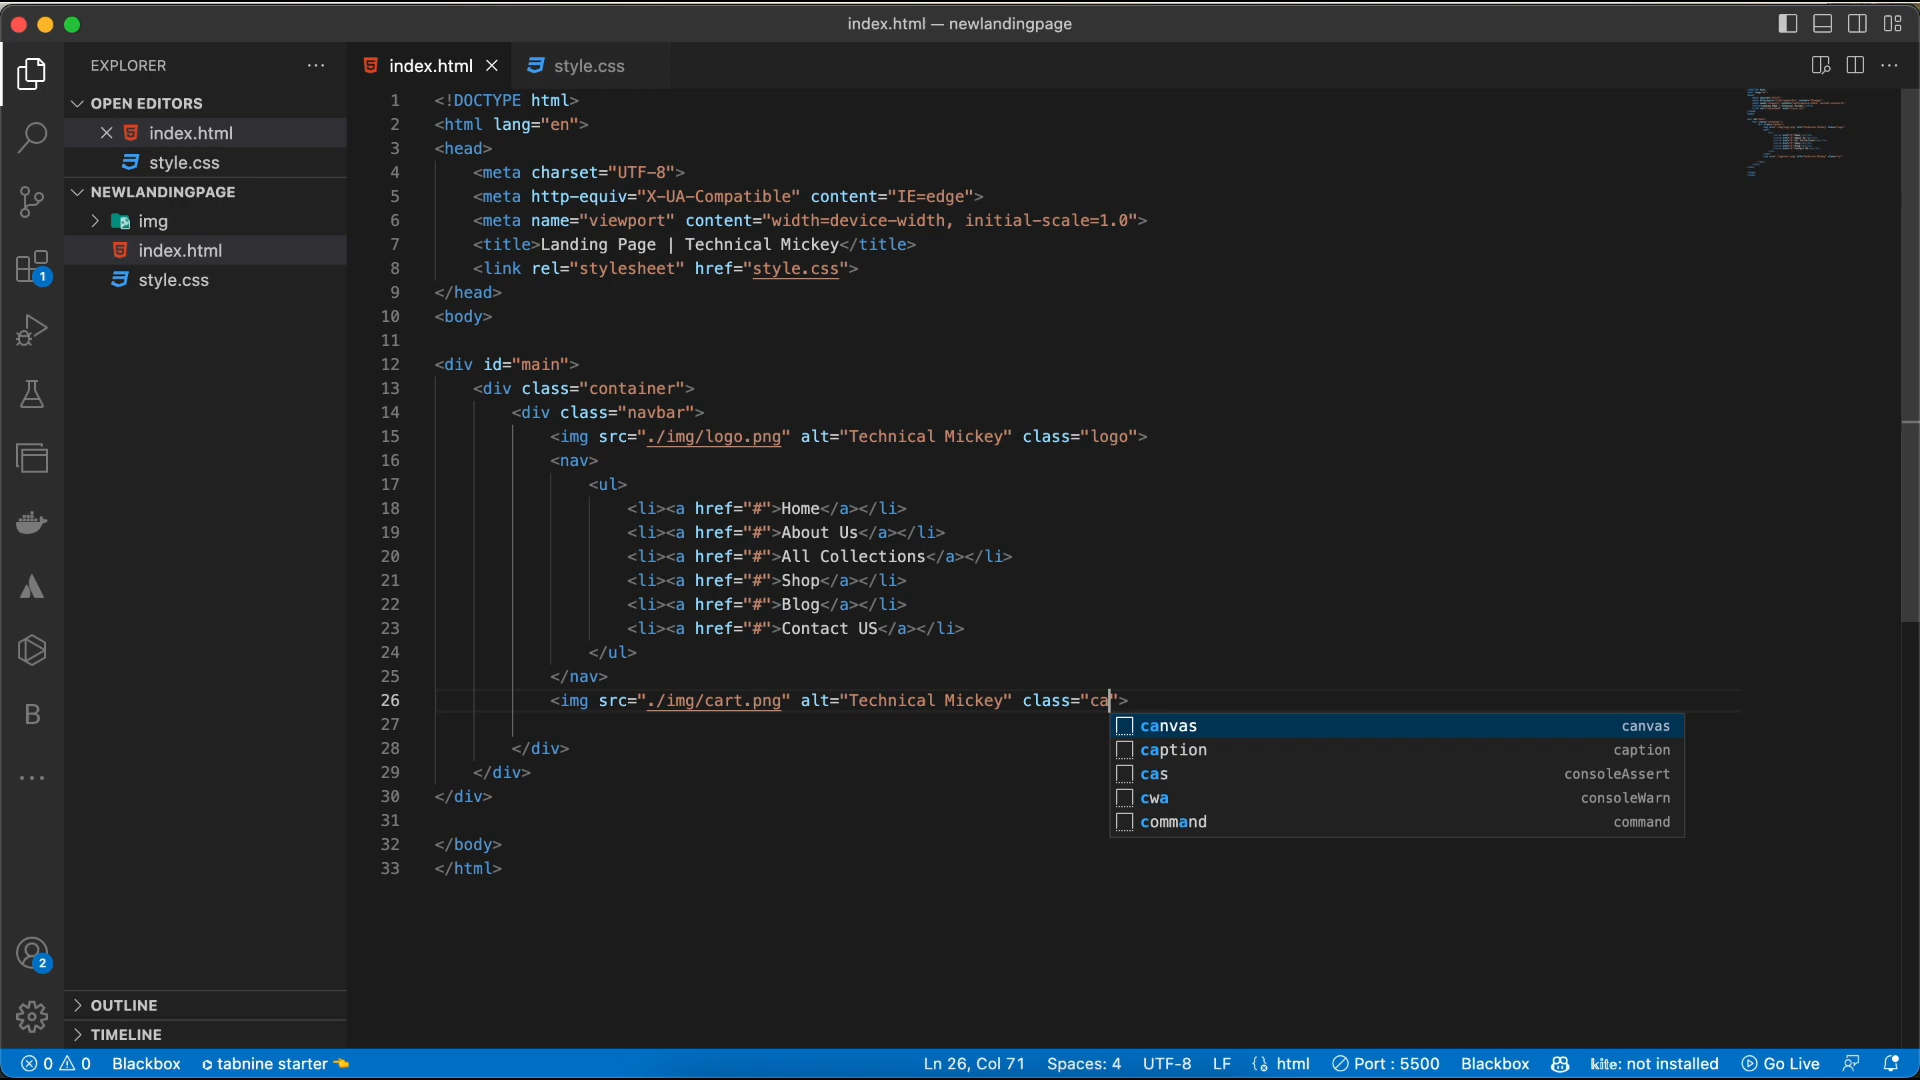 index.html — newlandingpage
EXPLORER
OPEN EDITORS
index.html
style.css
NEWLANDINGPAGE
img
index.html
style.css
OUTLINE
TIMELINE
1
2
B
index.html
style.css
1 <!DOCTYPE html>
2 <html lang="en">
3 <head>
4 <meta charset="UTF-8">
5 <meta http-equiv="X-UA-Compatible" content="IE=edge">
6 <meta name="viewport" content="width=device-width, initial-scale=1.0">
7 <title>Landing Page | Technical Mickey</title>
8 <link rel="stylesheet" href="style.css">
9 </head>
10 <body>
11
12 <div id="main">
13 <div class="container">
14 <div class="navbar">
15 <img src="./img/logo.png" alt="Technical Mickey" class="logo">
16 <nav>
17 <ul>
18 <li><a href="#">Home</a></li>
19 <li><a href="#">About Us</a></li>
20 <li><a href="#">All Collections</a></li>
21 <li><a href="#">Shop</a></li>
22 <li><a href="#">Blog</a></li>
23 <li><a href="#">Contact US</a></li>
24 </ul>
25 </nav>
26 <img src="./img/cart.png" alt="Technical Mickey" class="ca">
27
28 </div>
29 </div>
30 </div>
31
32 </body>
33 </html>
canvas canvas
caption caption
cas consoleAssert
cwa consoleWarn
command command
0 0 Blackbox tabnine starter Ln 26, Col 71 Spaces: 4 UTF-8 LF html Port : 5500 Blackbox kite: not installed Go Live